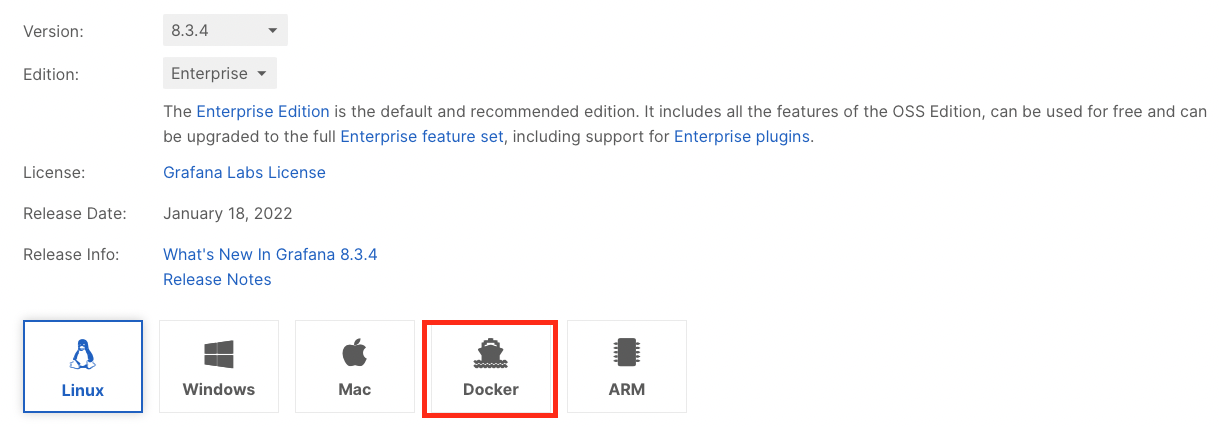 Version: 8.3.4
Edition: Enterprise
The Enterprise Edition is the default and recommended edition. It includes all the features of the OSS Edition, can be used for free and can
be upgraded to the full Enterprise feature set, including support for Enterprise plugins.
License: Grafana Labs License
Release Date: January 18, 2022
Release Info: What's New In Grafana 8.3.4
Release Notes
Linux Windows Mac Docker ARM